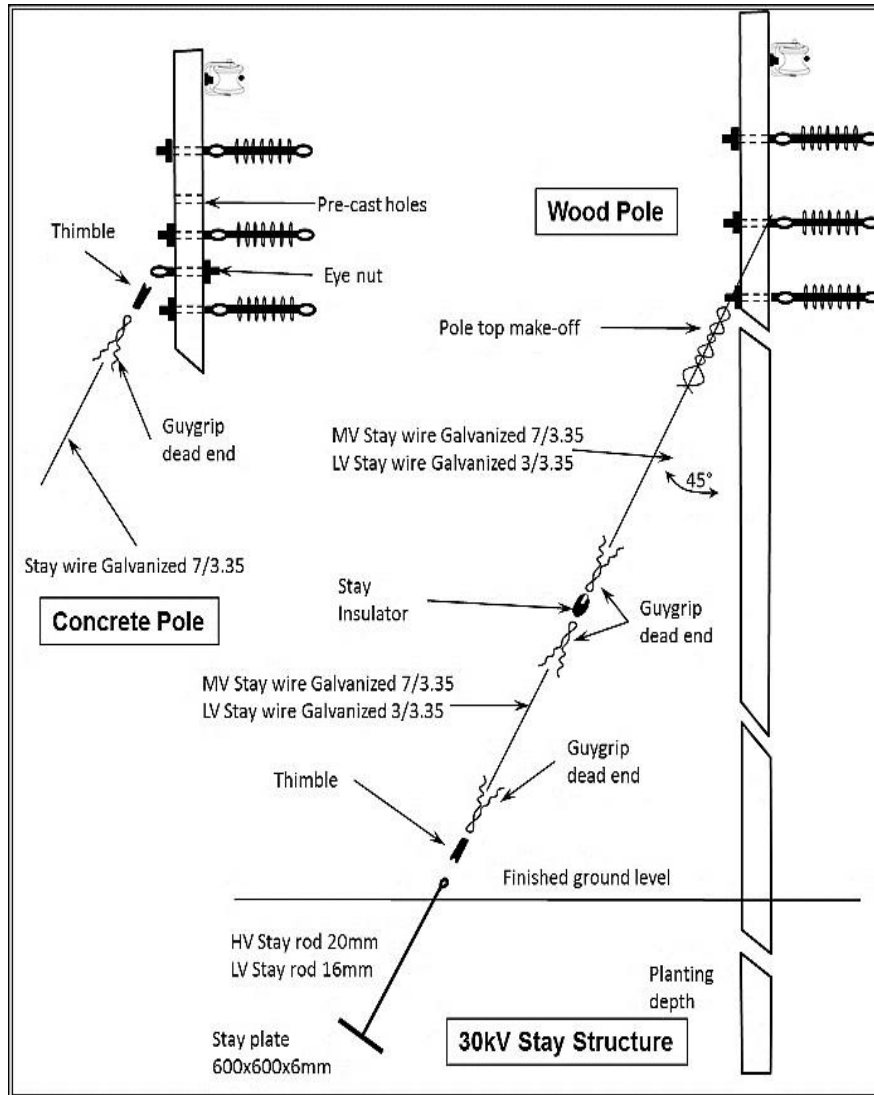 Pre-cast holes
Thimble
Wood Pole
Eye nut
Pole top make-off
Guygrip
dead end
MV Stay wire Galvanized 7/3.35
LV Stay wire Galvanized 3/3.35
45°
Stay wire Galvanized 7/3.35
Concrete Pole
Stay
Insulator
Guygrip
dead end
MV Stay wire Galvanized 7/3.35
LV Stay wire Galvanized 3/3.35
Guygrip
dead end
Thimble
Finished ground level
HV Stay rod 20mm
LV Stay rod 16mm
Planting
depth
Stay plate
600x600x6mm
30kV Stay Structure